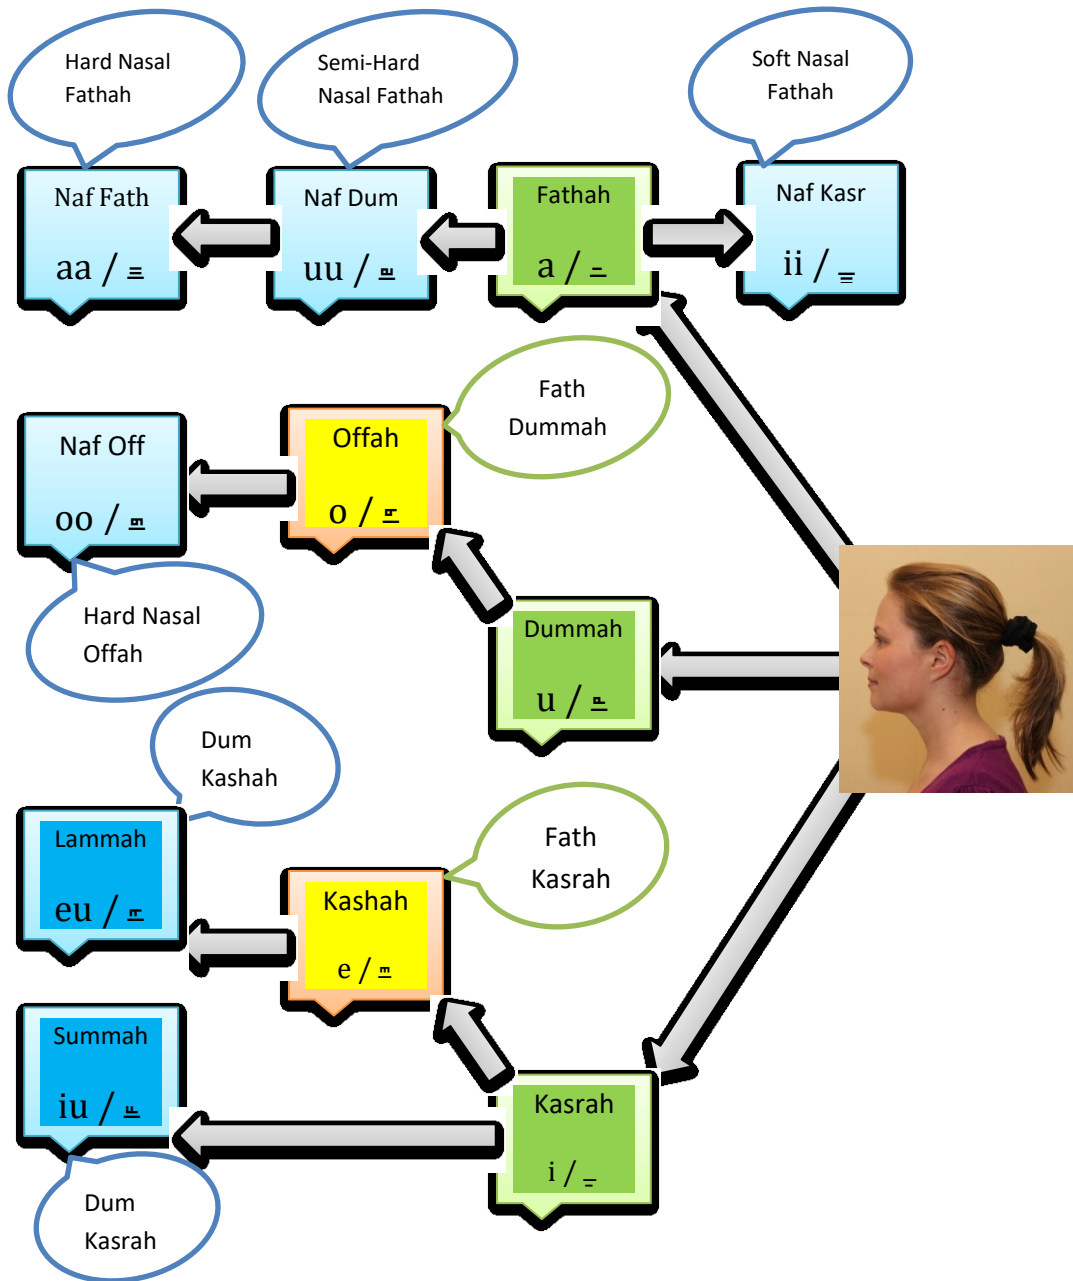 Hard Nasal
Fathah
Semi-Hard
Nasal Fathah
Soft Nasal
Fathah
Naf Fath
aa /
Naf Dum
uu /
Fathah
a /
Naf Kasr
ii /
Fath
Dummah
Naf Off
oo /
Offah
o /
Hard Nasal
Offah
Dummah
u /
Dum
Kashah
Lammah
eu /
Fath
Kasrah
Kashah
e /
Summah
iu /
Kasrah
i /
Dum
Kasrah